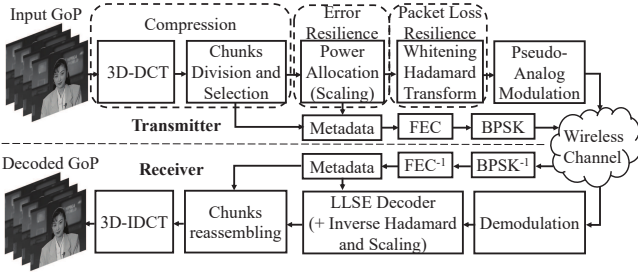 Input GoP
Compression
Error
Resilience
Packet Loss
Resilience
3D-DCT
Chunks
Division and
Selection
Power
Allocation
(Scaling)
Whitening
Hadamard
Transform
Pseudo-
Analog
Modulation
Transmitter
Metadata
FEC
BPSK
Wireless
Channel
Decoded GoP
Receiver
Metadata
FEC-1
BPSK-1
3D-IDCT
Chunks
reassembling
LLSE Decoder
(+ Inverse Hadamard
and Scaling)
Demodulation